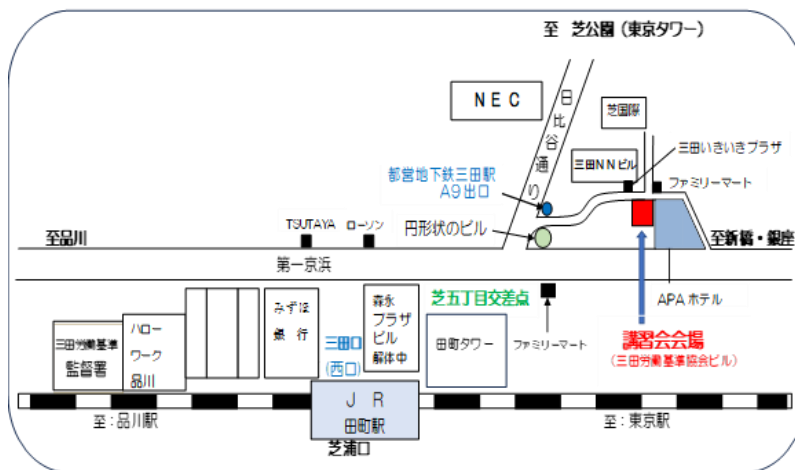 至 芝公園（東京タワー）
ＮＥＣ
日比谷通り
芝国際
三田いきいきプラザ
三田ＮＮビル
都営地下鉄三田駅
A9出口
ファミリーマート
TSUTAYA
ローソン
円形状のビル
至品川
至新橋・銀座
第一京浜
みずほ
銀行
森永
プラザ
ビル
解体中
芝五丁目交差点
APAホテル
三田労働基準
監督署
ハロー
ワーク
品川
三田口
(西口)
田町タワー
ファミリーマート
講習会会場
(三田労働基準協会ビル)
ＪＲ
田町駅
至：品川駅
至：東京駅
芝浦口